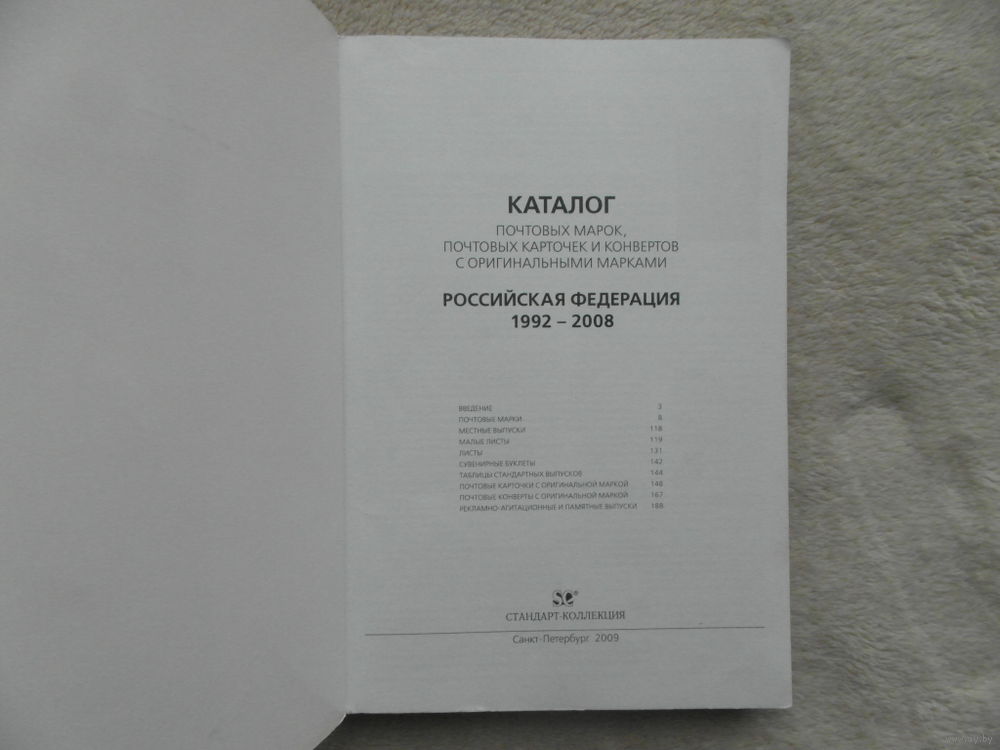 КАТАЛОГ
ПОЧТОВЫХ МАРОК,
ПОЧТОВЫХ КАРТОЧЕК И КОНВЕРТОВ
С ОРИГИНАЛЬНЫМИ МАРКАМИ
РОССИЙСКАЯ ФЕДЕРАЦИЯ
1992 – 2008
ВВЕДЕНИЕ 3
ПОЧТОВЫЕ МАРКИ 8
МЕСТНЫЕ ВЫПУСКИ 118
МАЛЫЕ ЛИСТЫ 119
ЛИСТЫ 131
СУВЕНИРНЫЕ БУКЛЕТЫ 142
ТАБЛИЦЫ СТАНДАРТНЫХ ВЫПУСКОВ 144
ПОЧТОВЫЕ КАРТОЧКИ С ОРИГИНАЛЬНОЙ МАРКОЙ 148
ПОЧТОВЫЕ КОНВЕРТЫ С ОРИГИНАЛЬНОЙ МАРКОЙ 167
РЕКЛАМНО-АГИТАЦИОННЫЕ И ПАМЯТНЫЕ ВЫПУСКИ 188
sc®
СТАНДАРТ-КОЛЛЕКЦИЯ
Санкт-Петербург 2009